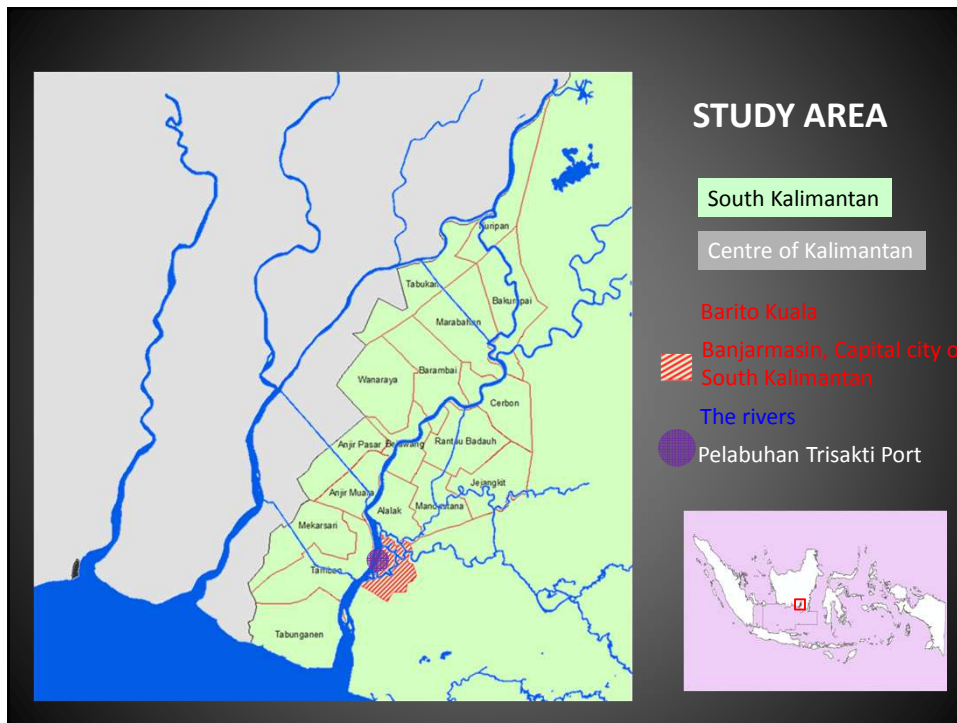 STUDY AREA
South Kalimantan
Centre of Kalimantan
Barito Kuala
Banjarmasin, Capital city o
South Kalimantan
The rivers
Pelabuhan Trisakti Port
Kuripan
Tabukan
Bakumpai
Marabahan
Barambai
Wanaraya
Cerbon
Anjir Pasar
Belawang
Rantau Badauh
Jejangkit
Anjir Muara
Mandastana
Alalak
Mekarsari
Tamban
Tabunganen